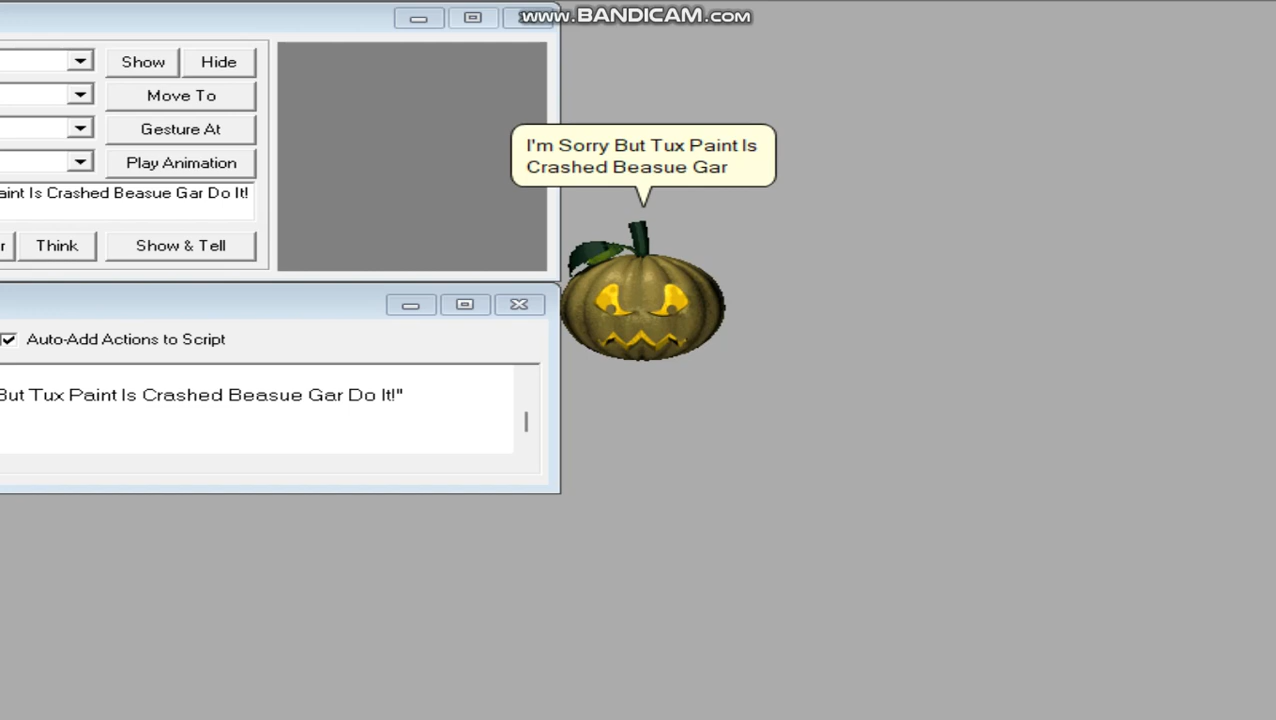 www.BANDICAM.com
Show
Hide
Move To
Gesture At
Play Animation
I'm Sorry But Tux Paint Is
Crashed Beasue Gar
Paint Is Crashed Beasue Gar Do It!
Think
Show & Tell
Auto-Add Actions to Script
But Tux Paint Is Crashed Beasue Gar Do It!"